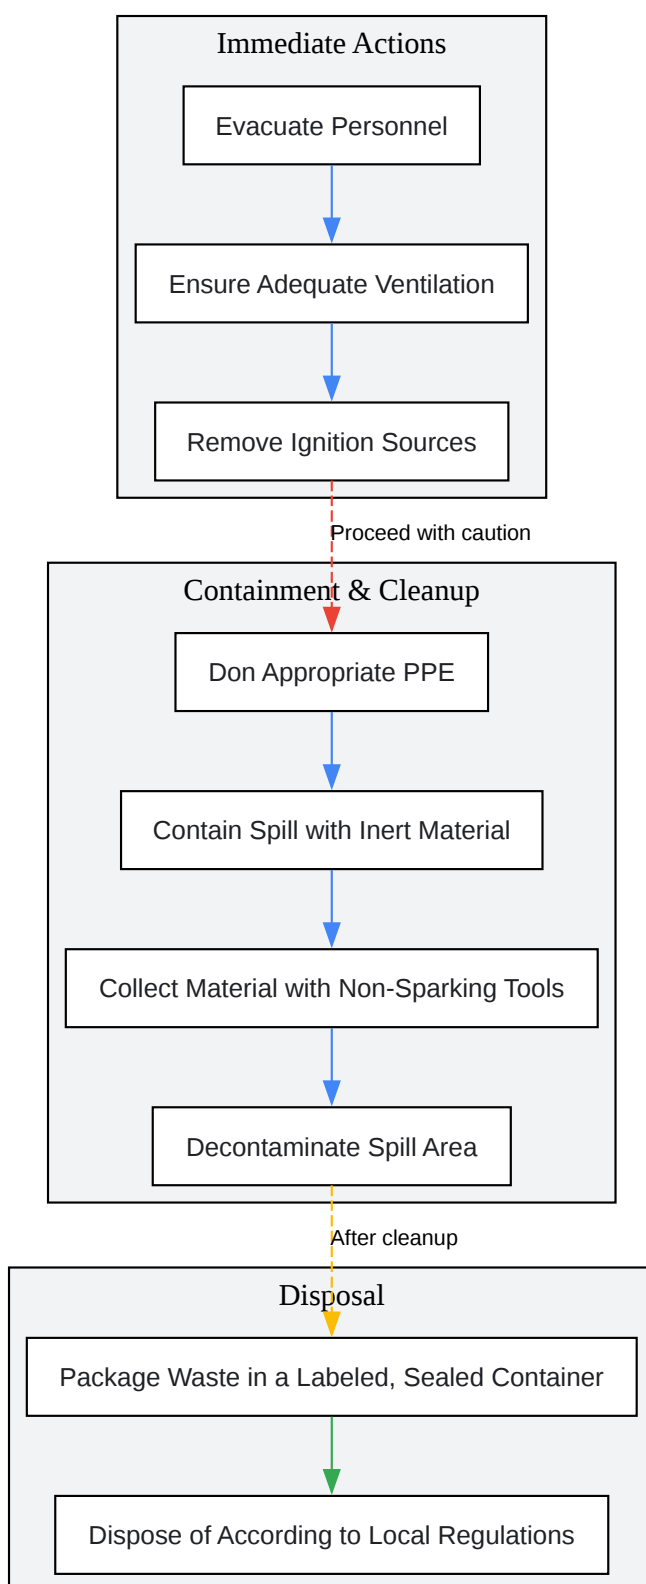 Immediate Actions
Evacuate Personnel
Ensure Adequate Ventilation
Remove Ignition Sources
Proceed with caution
Containment & Cleanup
Don Appropriate PPE
Contain Spill with Inert Material
Collect Material with Non-Sparking Tools
Decontaminate Spill Area
After cleanup
Disposal
Package Waste in a Labeled, Sealed Container
Dispose of According to Local Regulations